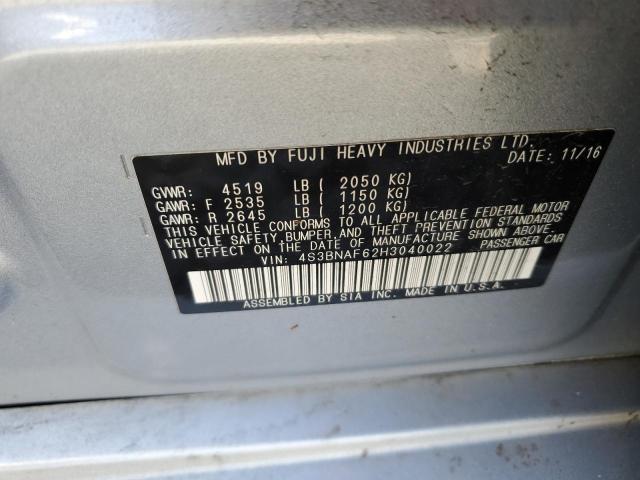 MFD BY FUJI HEAVY INDUSTRIES LTD.
DATE: 11/16
GVWR: 4519 LB ( 2050 KG)
GAWR: F 2535 LB ( 1150 KG)
GAWR: R 2645 LB ( 1200 KG)
THIS VEHICLE CONFORMS TO ALL APPLICABLE FEDERAL MOTOR
VEHICLE SAFETY, BUMPER, AND THEFT PREVENTION STANDARDS
IN EFFECT ON THE DATE OF MANUFACTURE SHOWN ABOVE.
VIN: 4S3BNAF62H3040022 PASSENGER CAR
ASSEMBLED BY SIA INC. MADE IN U.S.A.